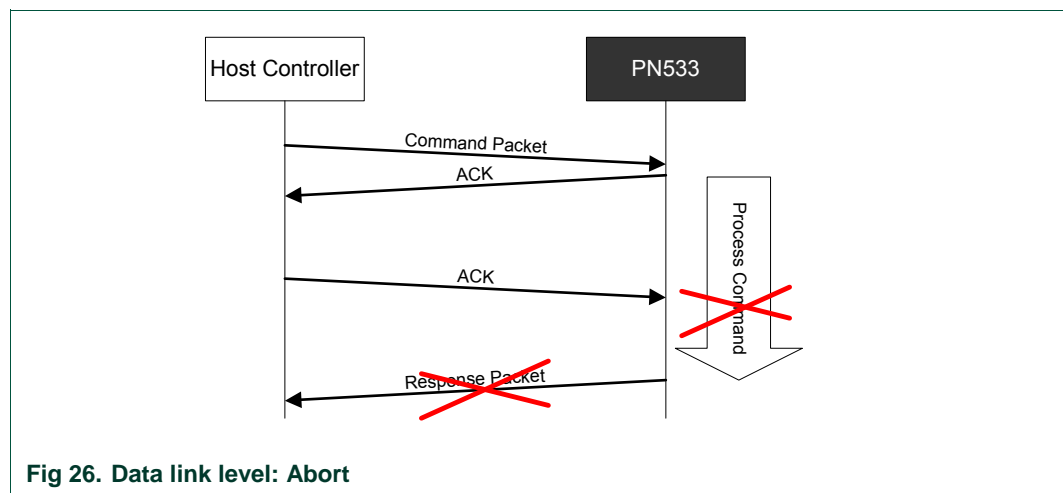 Host Controller
PN533
Command Packet
ACK
Process Command
ACK
Response Packet
Fig 26. Data link level: Abort